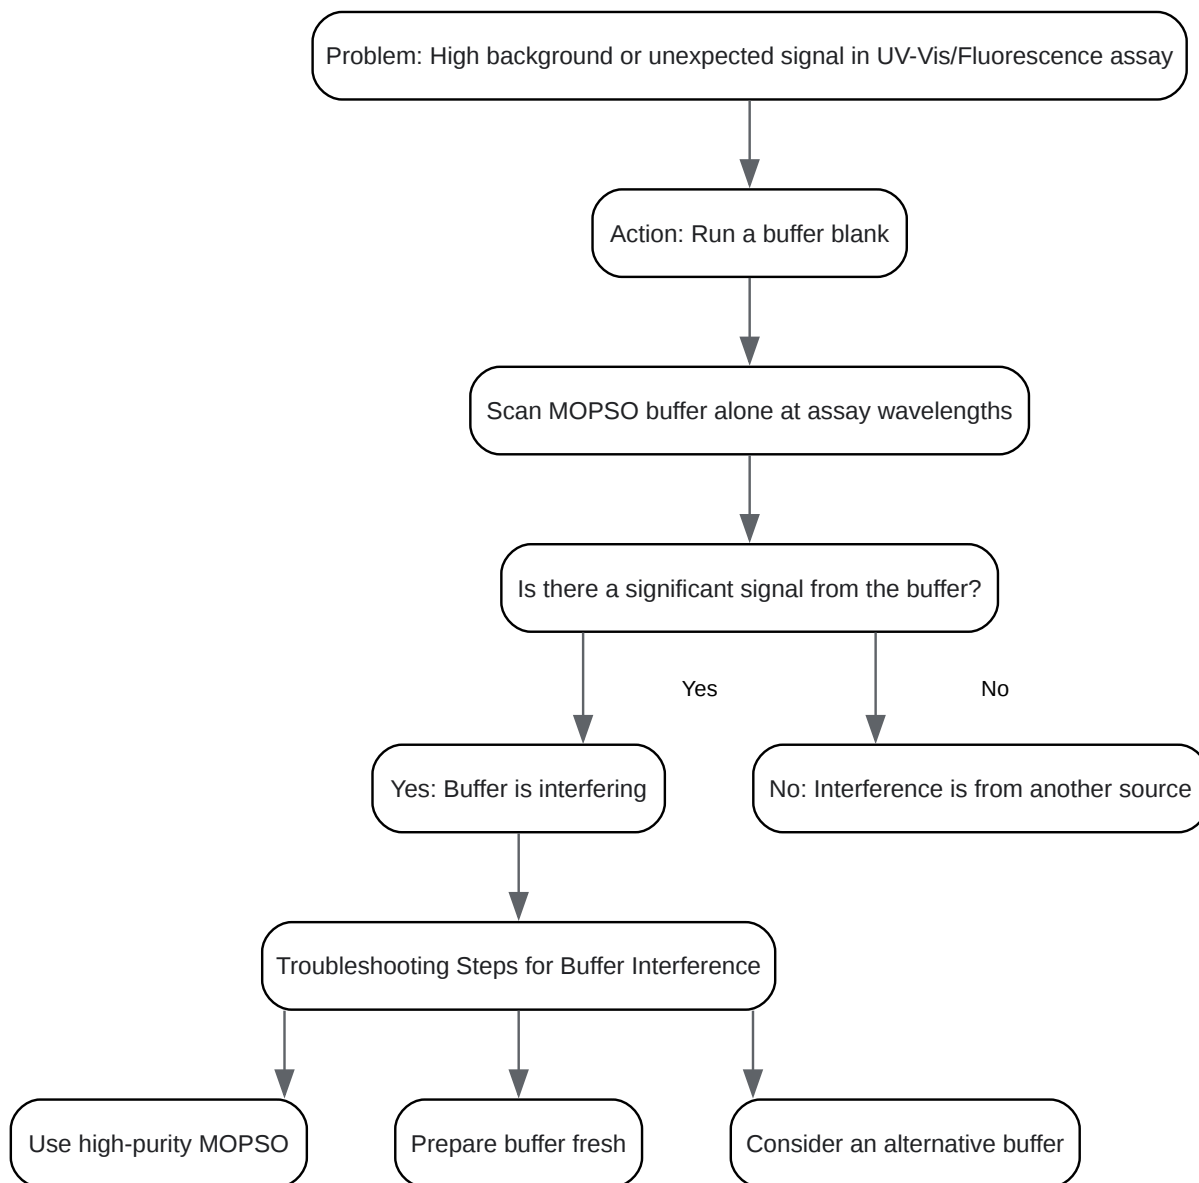 Problem: High background or unexpected signal in UV-Vis/Fluorescence assay
Action: Run a buffer blank
Scan MOPSO buffer alone at assay wavelengths
Is there a significant signal from the buffer?
Yes
No
Yes: Buffer is interfering
No: Interference is from another source
Troubleshooting Steps for Buffer Interference
Use high-purity MOPSO
Prepare buffer fresh
Consider an alternative buffer